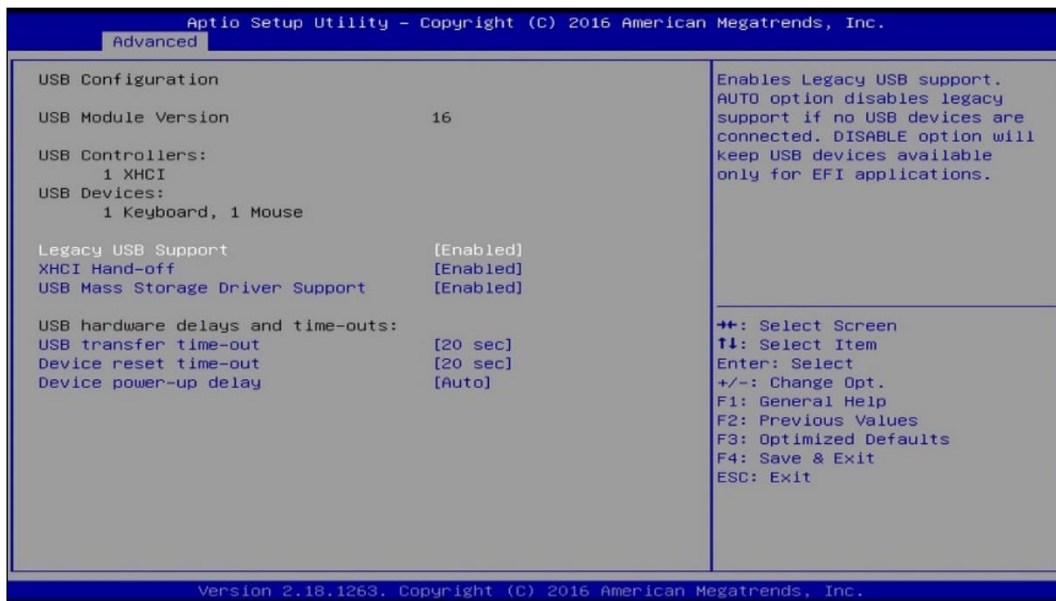 Aptio Setup Utility – Copyright (C) 2016 American Megatrends, Inc.
Advanced
USB Configuration
USB Module Version 16
USB Controllers:
1 XHCI
USB Devices:
1 Keyboard, 1 Mouse
Legacy USB Support [Enabled]
XHCI Hand-off [Enabled]
USB Mass Storage Driver Support [Enabled]
USB hardware delays and time-outs:
USB transfer time-out [20 sec]
Device reset time-out [20 sec]
Device power-up delay [Auto]
Enables Legacy USB support.
AUTO option disables legacy
support if no USB devices are
connected. DISABLE option will
keep USB devices available
only for EFI applications.
→←: Select Screen
↑↓: Select Item
Enter: Select
+/-: Change Opt.
F1: General Help
F2: Previous Values
F3: Optimized Defaults
F4: Save & Exit
ESC: Exit
Version 2.18.1263. Copyright (C) 2016 American Megatrends, Inc.